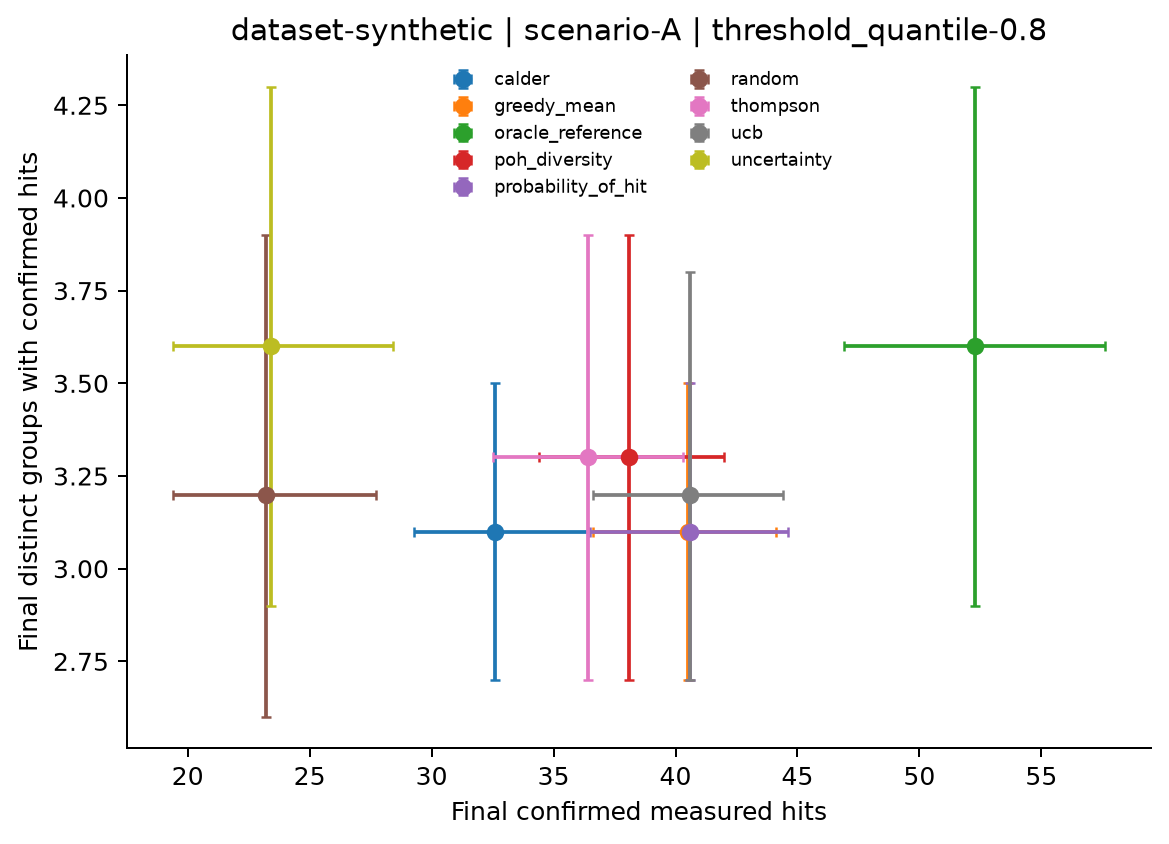 dataset-synthetic | scenario-A | threshold_quantile-0.8
calder
greedy_mean
oracle_reference
poh_diversity
probability_of_hit
random
thompson
ucb
uncertainty
Final distinct groups with confirmed hits
4.25
4.00
3.75
3.50
3.25
3.00
2.75
20 25 30 35 40 45 50 55
Final confirmed measured hits